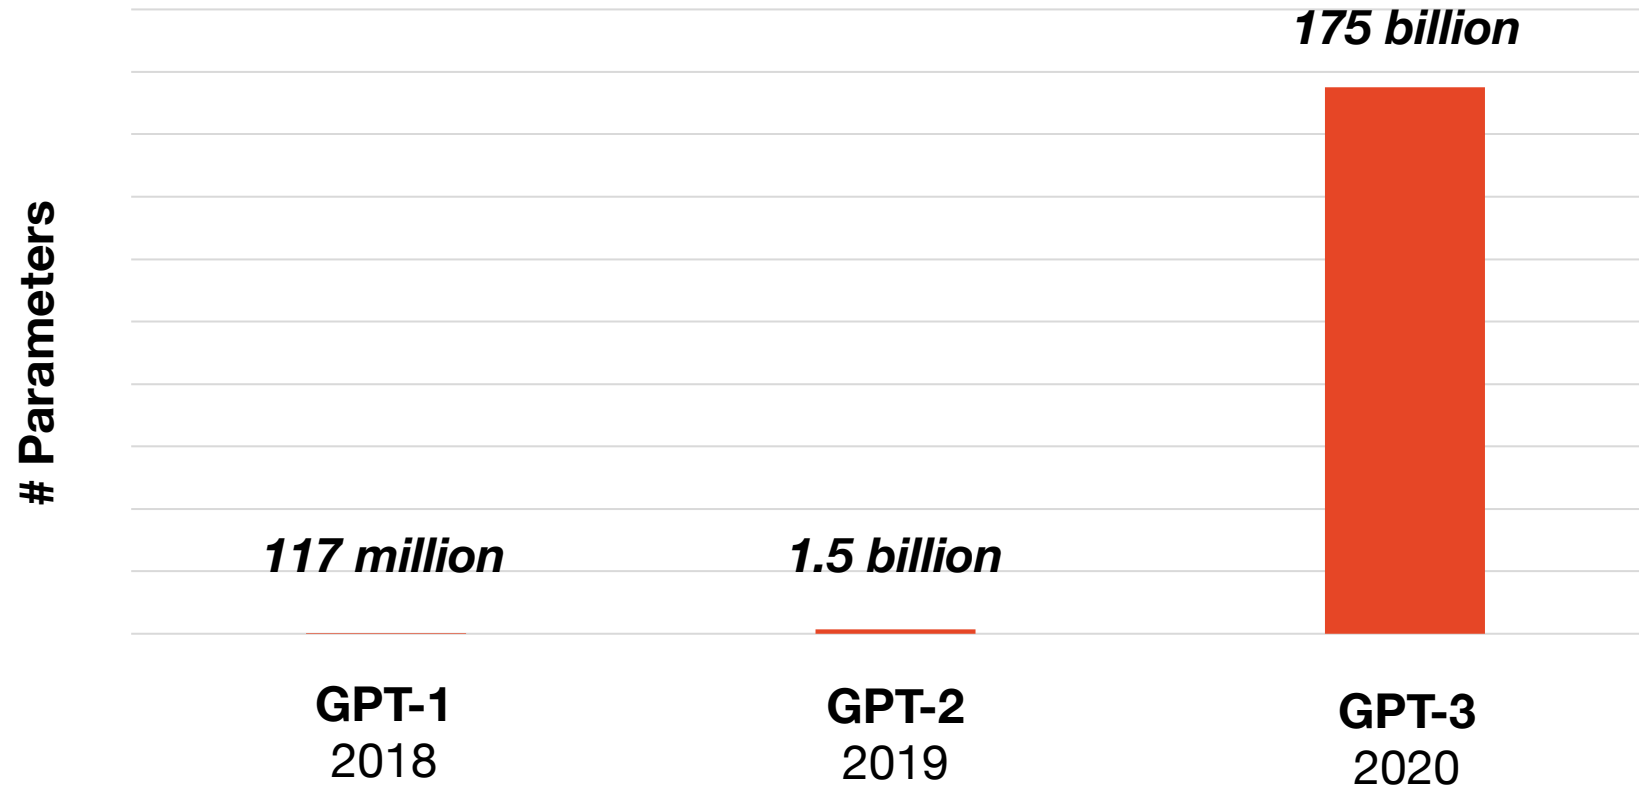 175 billion
# Parameters
117 million
1.5 billion
GPT-1
2018
GPT-2
2019
GPT-3
2020